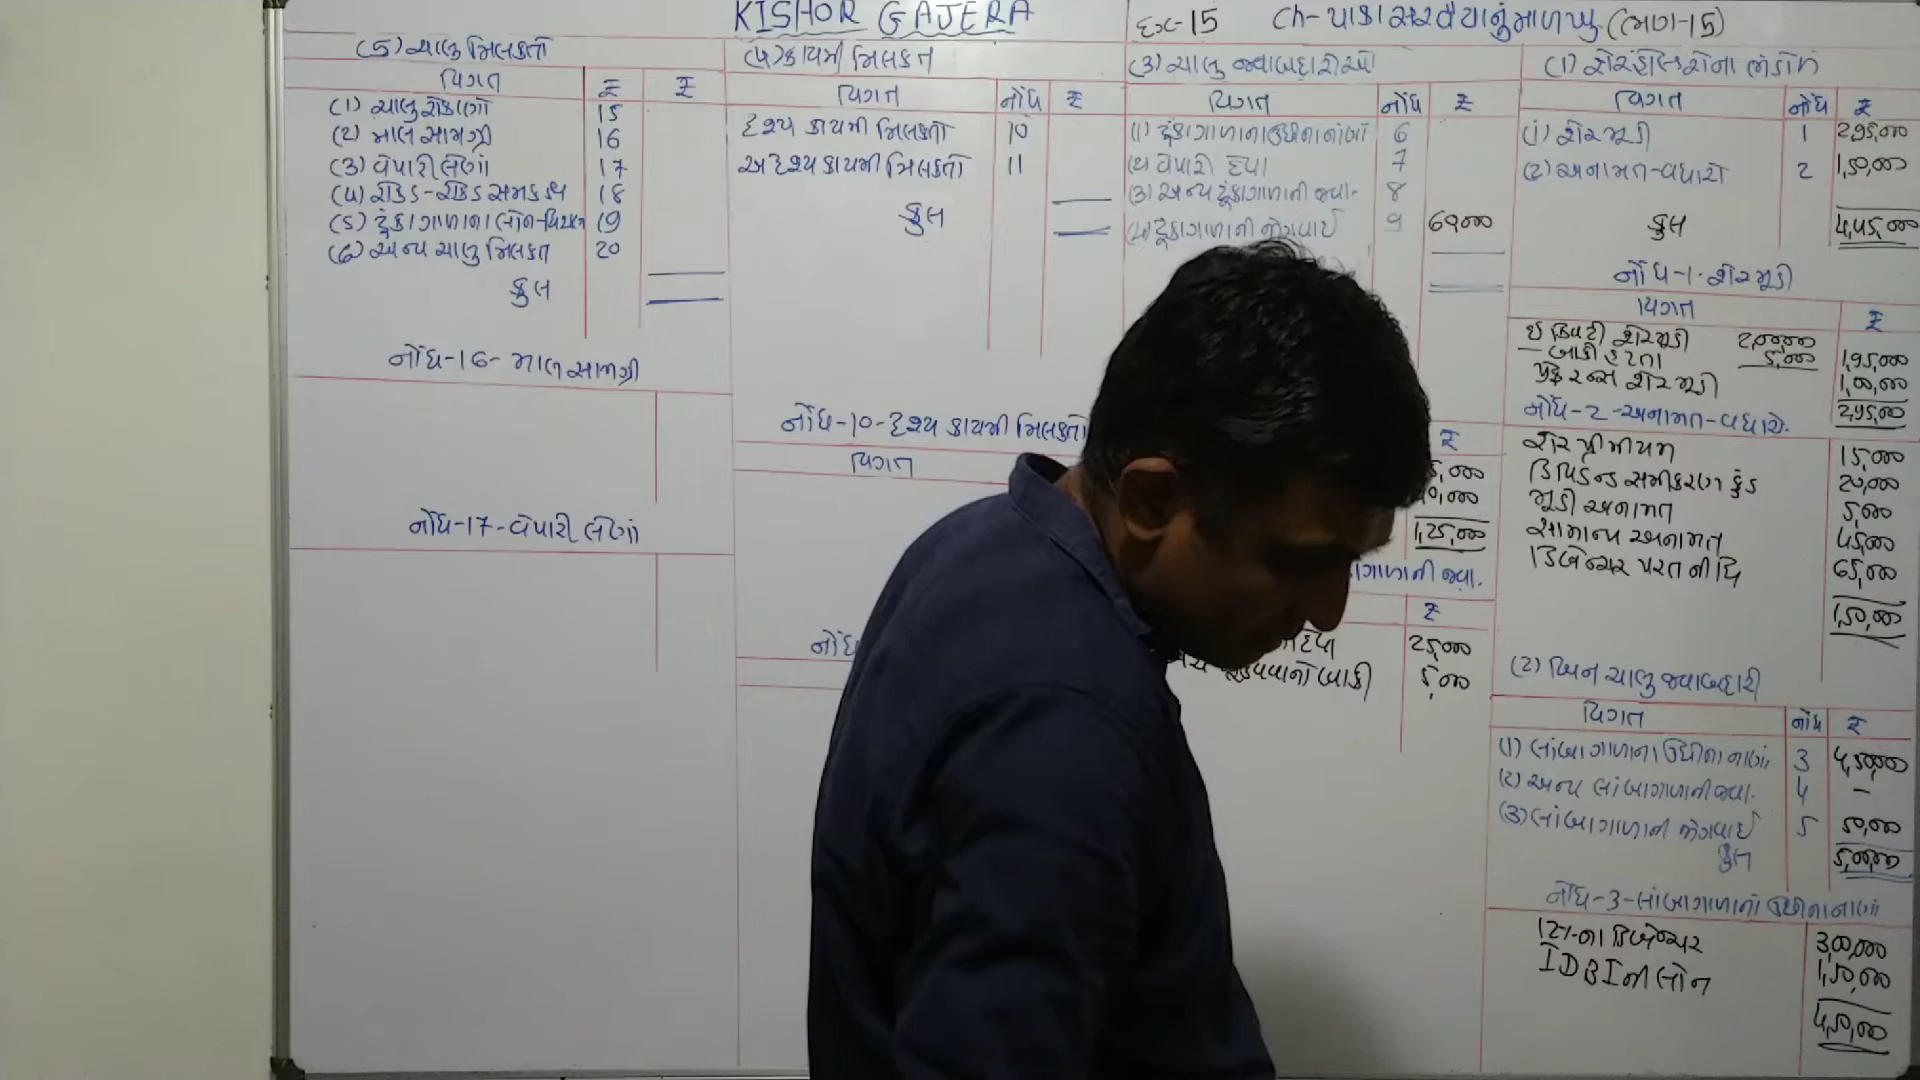 KISHOR GAJERA
Ex-15 Ch-પાકા સરવૈયાનું માળખુ (ભાગ-15)
(5) ચાલુ મિલકતો
વિગત ₹ ₹
(1) ચાલુ રોકાણો 15
(2) માલ સામગ્રી 16
(3) વેપારી લેણાં 17
(4) રોકડ-રોકડ સમકક્ષ 18
(5) ટૂંકાગાળાના લોન-ધિરાણ 19
(6) અન્ય ચાલુ મિલકત 20
કુલ
નોંધ-16-માલ સામગ્રી
નોંધ-17-વેપારી લેણાં
(4) કાયમી મિલકત
વિગત નોંધ ₹
દૃશ્ય કાયમી મિલકતો 10
અદૃશ્ય કાયમી મિલકતો 11
કુલ
નોંધ-10-દૃશ્ય કાયમી મિલકતો
વિગત
નોંધ
(3) ચાલુ જવાબદારીઓ
વિગત નોંધ ₹
(1) ટૂંકાગાળાના ઉછીના નાણાં 6
(2) વેપારી દેવા 7
(3) અન્ય ટૂંકાગાળાની જવા. 8
(4) ટૂંકાગાળાની જોગવાઈ 9 60,000
₹
1,25,000
ગાળાની જવા.
₹
દેવા 25,000
ચૂકવવાનો બાકી 5,000
(1) શેરહોલ્ડરોના ભંડોળ
વિગત નોંધ ₹
(1) શેરમૂડી 1 2,95,000
(2) અનામત-વધારો 2 1,50,000
કુલ 4,45,000
નોંધ-1-શેરમૂડી
વિગત ₹
ઈક્વિટી શેરમૂડી 2,00,000
- બાકી હપ્તા 5,000 1,95,000
પ્રેફરન્સ શેરમૂડી 1,00,000
2,95,000
નોંધ-2-અનામત-વધારો
શેર પ્રીમીયમ 15,000
ડિવિડન્ડ સમીકરણ ફંડ 20,000
મૂડી અનામત 5,000
સામાન્ય અનામત 45,000
ડિબેન્ચર પરત નીધિ 65,000
1,50,000
(2) બિન ચાલુ જવાબદારી
વિગત નોંધ ₹
(1) લાંબાગાળાના ઉછીના નાણાં 3 4,50,000
(2) અન્ય લાંબાગાળાની જવા. 4 -
(3) લાંબાગાળાની જોગવાઈ 5 50,000
કુલ 5,00,000
નોંધ-3-લાંબાગાળાના ઉછીના નાણાં
12%ના ડિબેન્ચર 3,00,000
IDBIની લોન 1,50,000
4,50,000